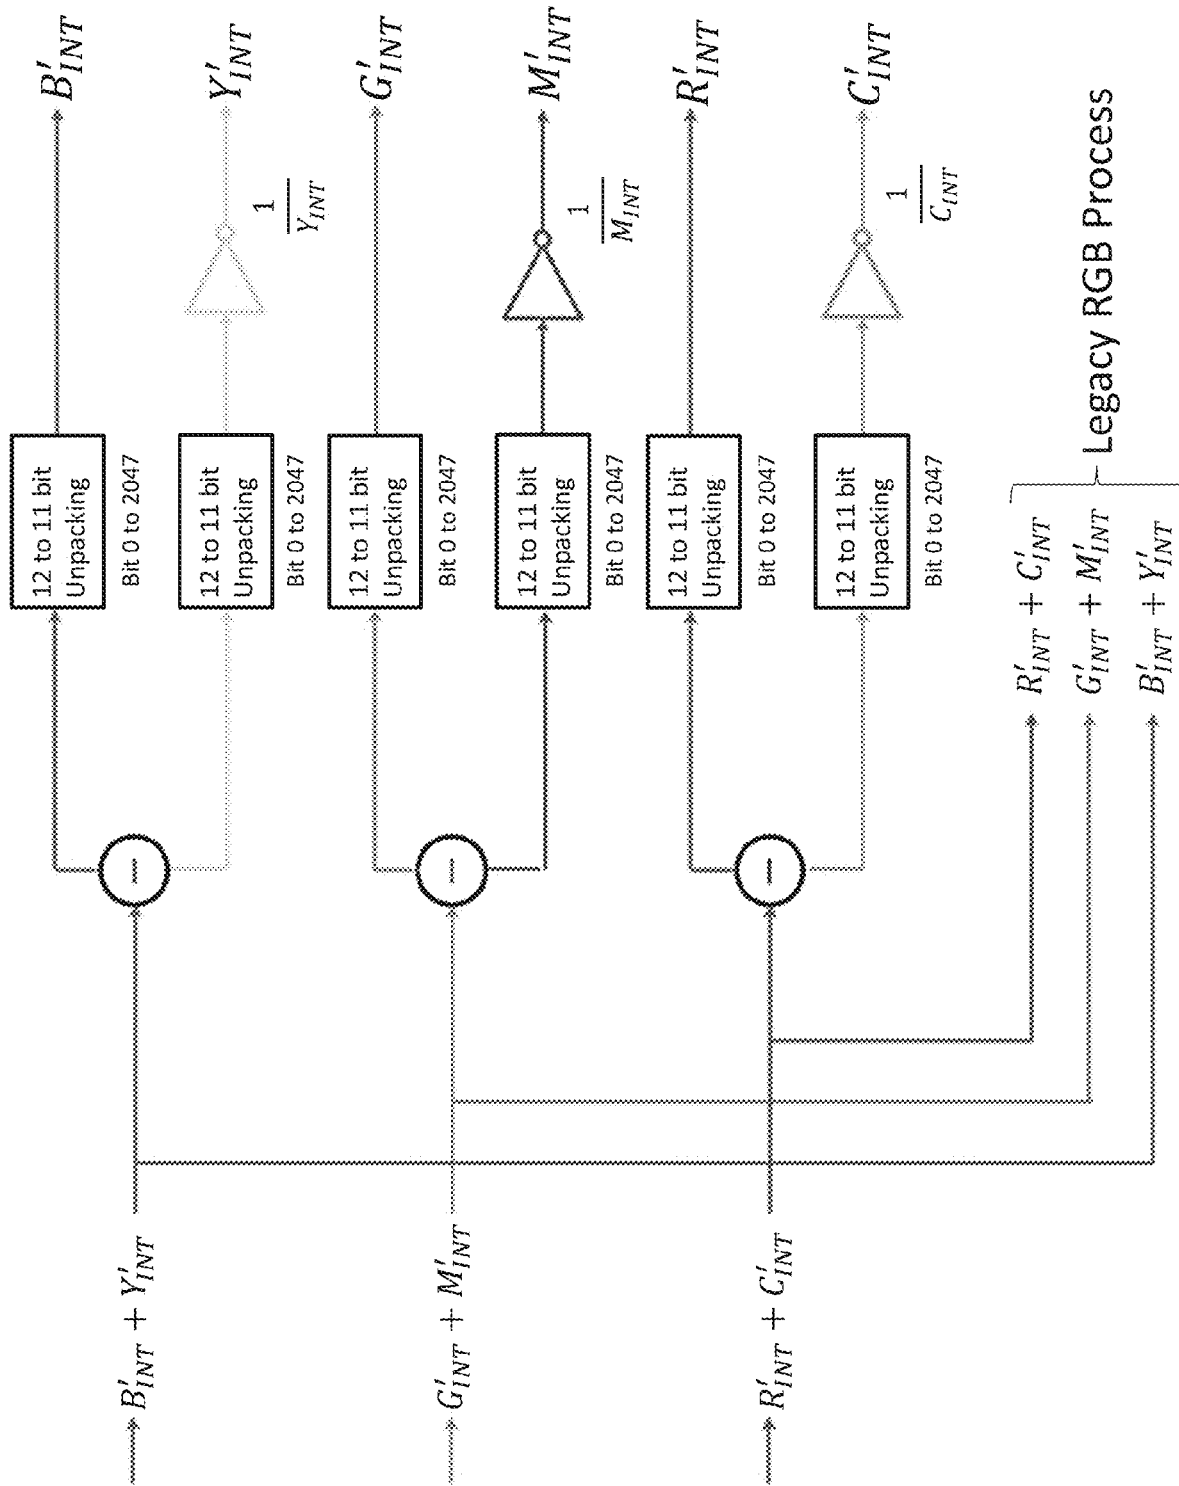 B'INT + Y'INT
G'INT + M'INT
R'INT + C'INT
−
−
−
12 to 11 bit
Unpacking
Bit 0 to 2047
12 to 11 bit
Unpacking
Bit 0 to 2047
12 to 11 bit
Unpacking
Bit 0 to 2047
12 to 11 bit
Unpacking
Bit 0 to 2047
12 to 11 bit
Unpacking
Bit 0 to 2047
12 to 11 bit
Unpacking
Bit 0 to 2047
1
YINT
1
MINT
1
CINT
B'INT
Y'INT
G'INT
M'INT
R'INT
C'INT
R'INT + C'INT
G'INT + M'INT
B'INT + Y'INT
Legacy RGB Process